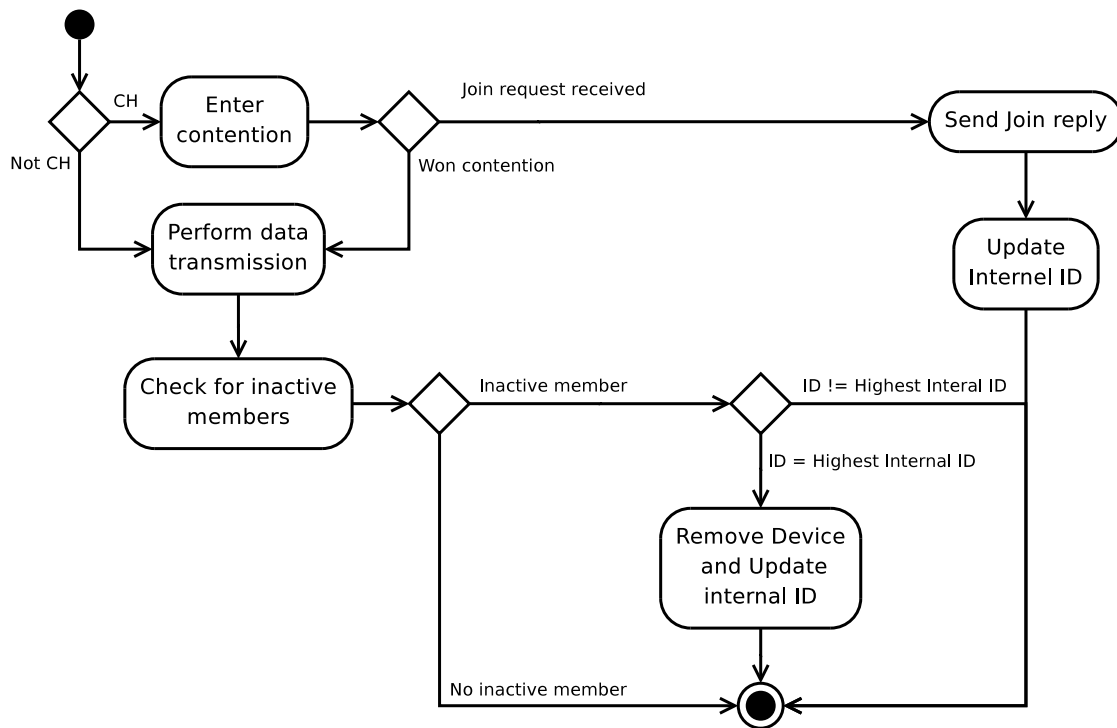 CH
Enter
contention
Join request received
Send Join reply
Not CH
Won contention
Perform data
transmission
Update
Internel ID
Check for inactive
members
Inactive member
ID != Highest Interal ID
ID = Highest Internal ID
Remove Device
and Update
internal ID
No inactive member